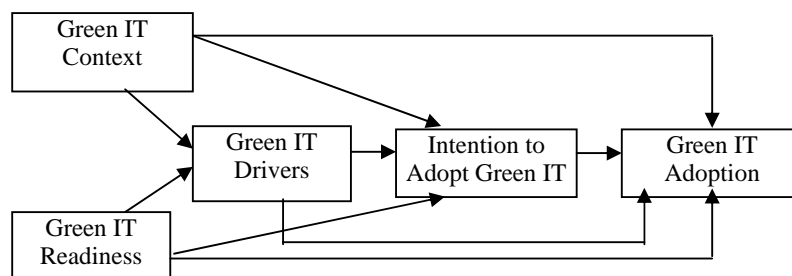 Green IT
Context
Green IT
Drivers
Intention to
Adopt Green IT
Green IT
Adoption
Green IT
Readiness